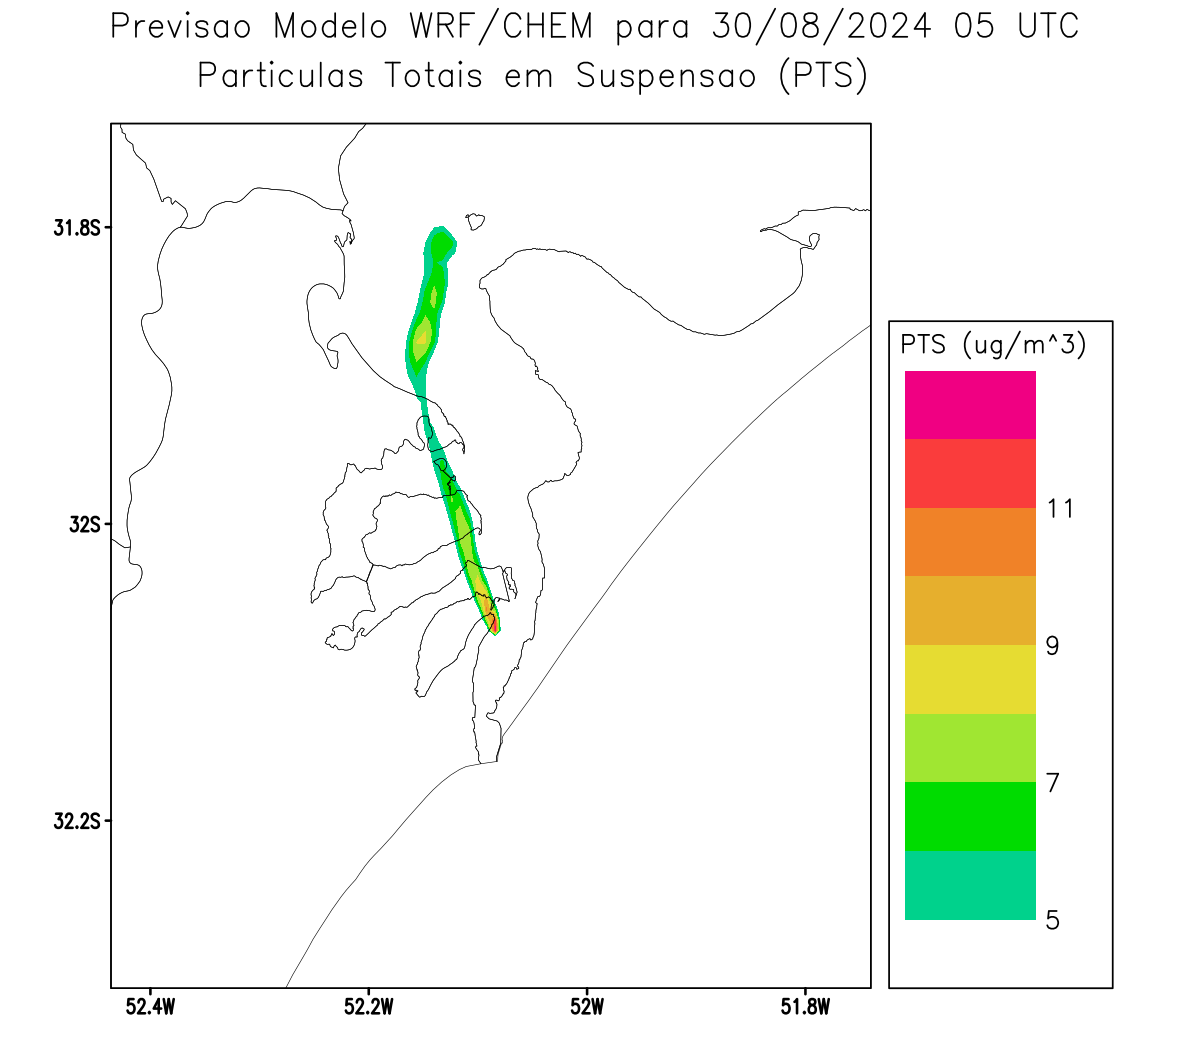 Previsao Modelo WRF/CHEM para 30/08/2024 05 UTC
Particulas Totais em Suspensao (PTS)
31.8S
32S
32.2S
52.4W
52.2W
52W
51.8W
PTS (ug/m^3)
11
9
7
5